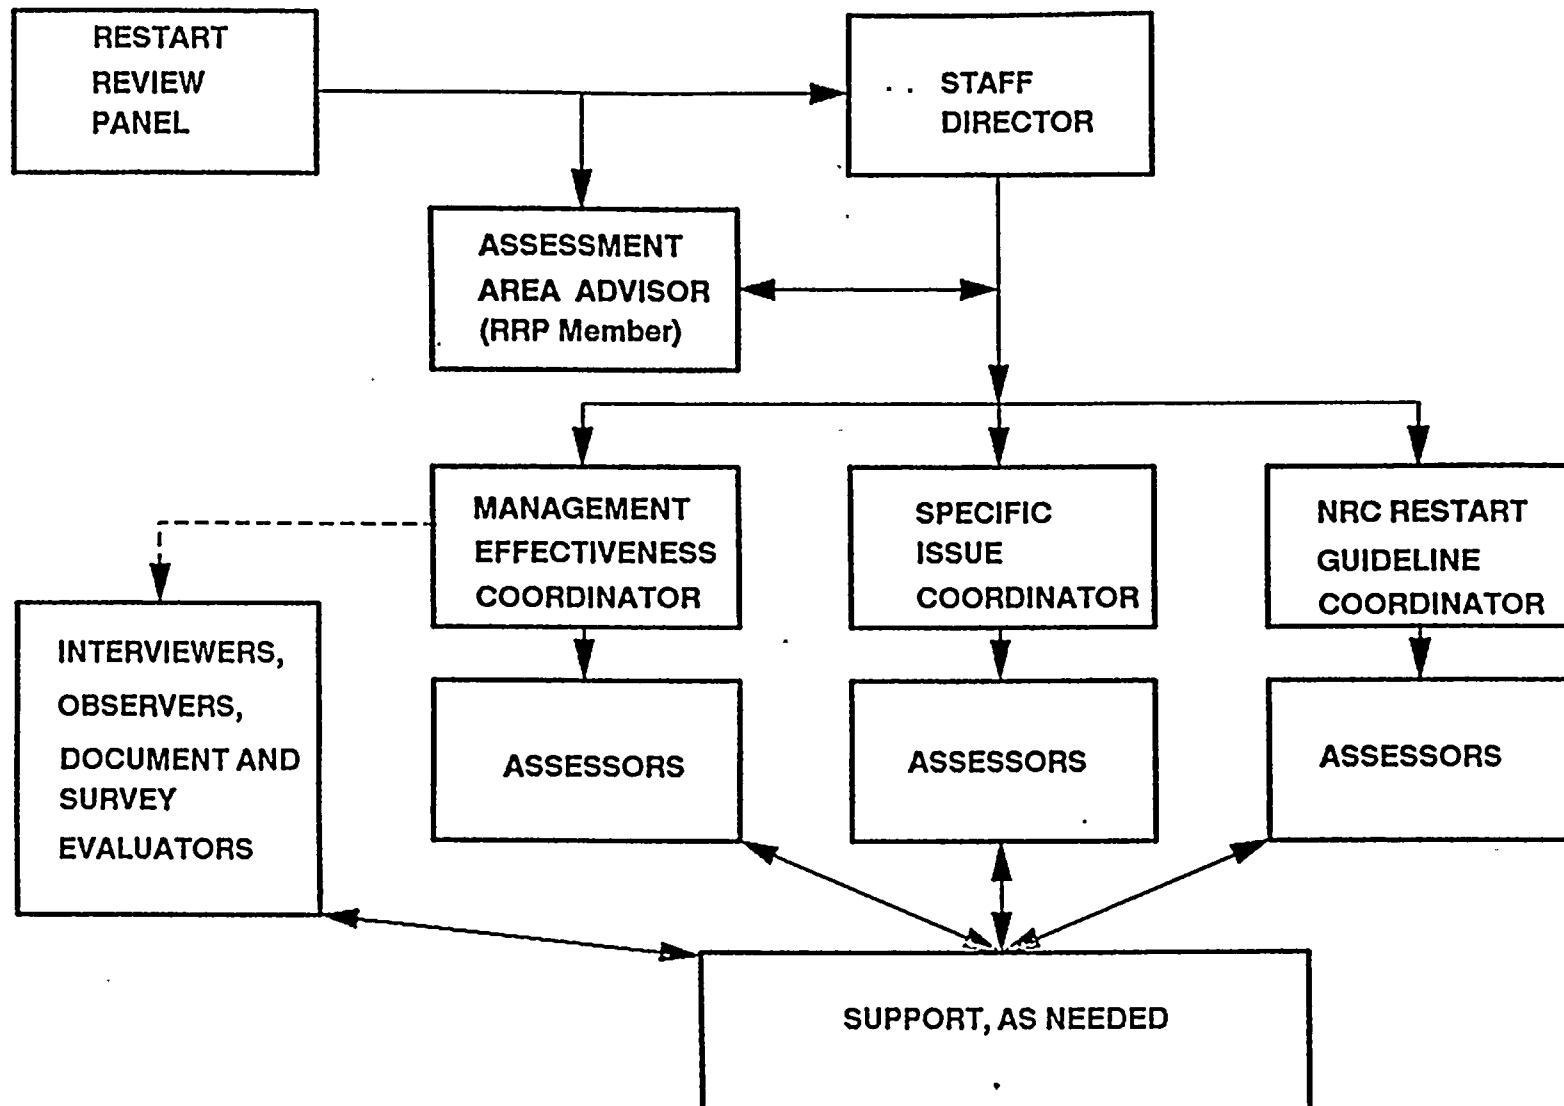 RESTART
REVIEW
PANEL
STAFF
DIRECTOR
ASSESSMENT
AREA ADVISOR
(RRP Member)
MANAGEMENT
EFFECTIVENESS
COORDINATOR
SPECIFIC
ISSUE
COORDINATOR
NRC RESTART
GUIDELINE
COORDINATOR
INTERVIEWERS,
OBSERVERS,
DOCUMENT AND
SURVEY
EVALUATORS
ASSESSORS
ASSESSORS
ASSESSORS
SUPPORT, AS NEEDED